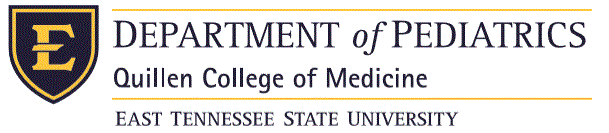 E
DEPARTMENT of PEDIATRICS
Quillen College of Medicine
EAST TENNESSEE STATE UNIVERSITY